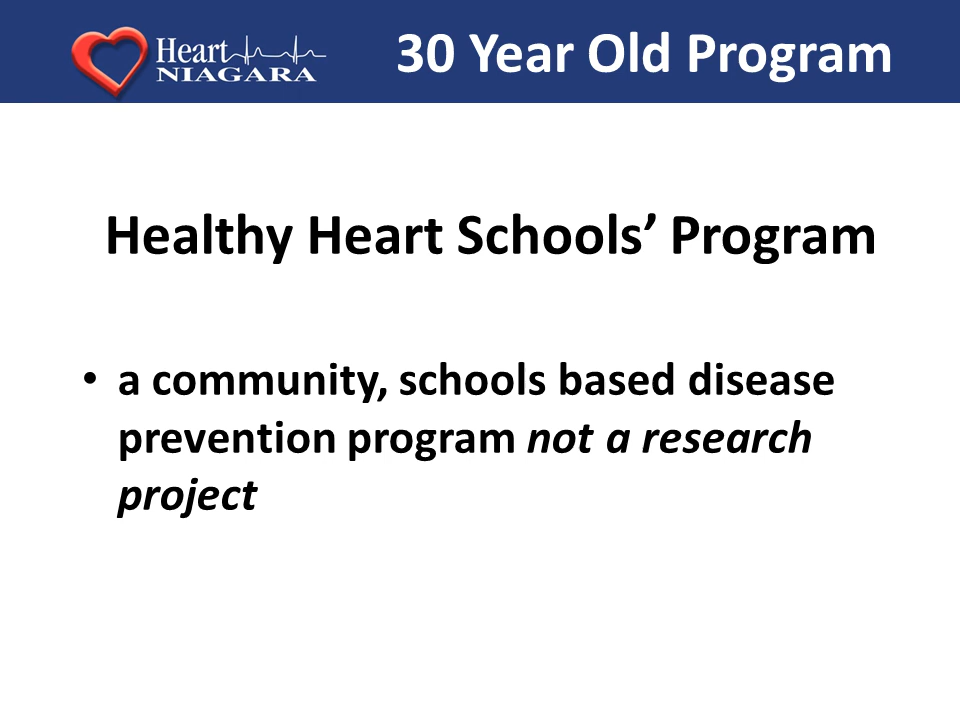 Heart
NIAGARA
30 Year Old Program
Healthy Heart Schools’ Program
• a community, schools based disease
prevention program not a research
project